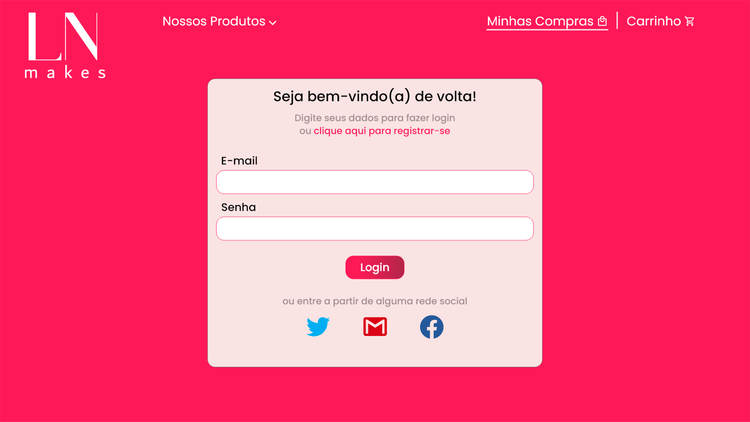 LN
makes
Nossos Produtos
Minhas Compras
Carrinho
Seja bem-vindo(a) de volta!
Digite seus dados para fazer login
ou clique aqui para registrar-se
E-mail
Senha
Login
ou entre a partir de alguma rede social